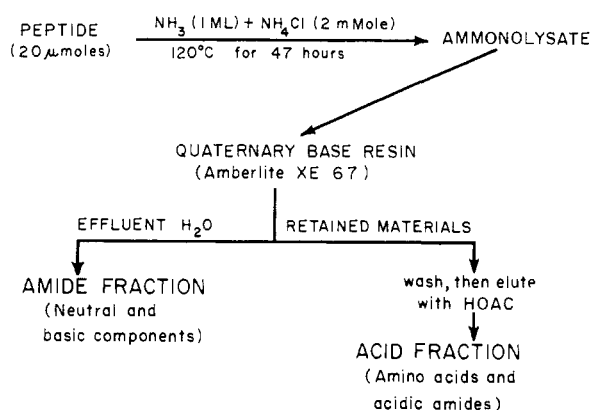 PEPTIDE
(20 μmoles)
NH3 (1 ML) + NH4Cl (2 mMole)
120°C for 47 hours
AMMONOLYSATE
QUATERNARY BASE RESIN
(Amberlite XE 67)
EFFLUENT H2O
RETAINED MATERIALS
AMIDE FRACTION
(Neutral and
basic components)
wash, then elute
with HOAC
ACID FRACTION
(Amino acids and
acidic amides)